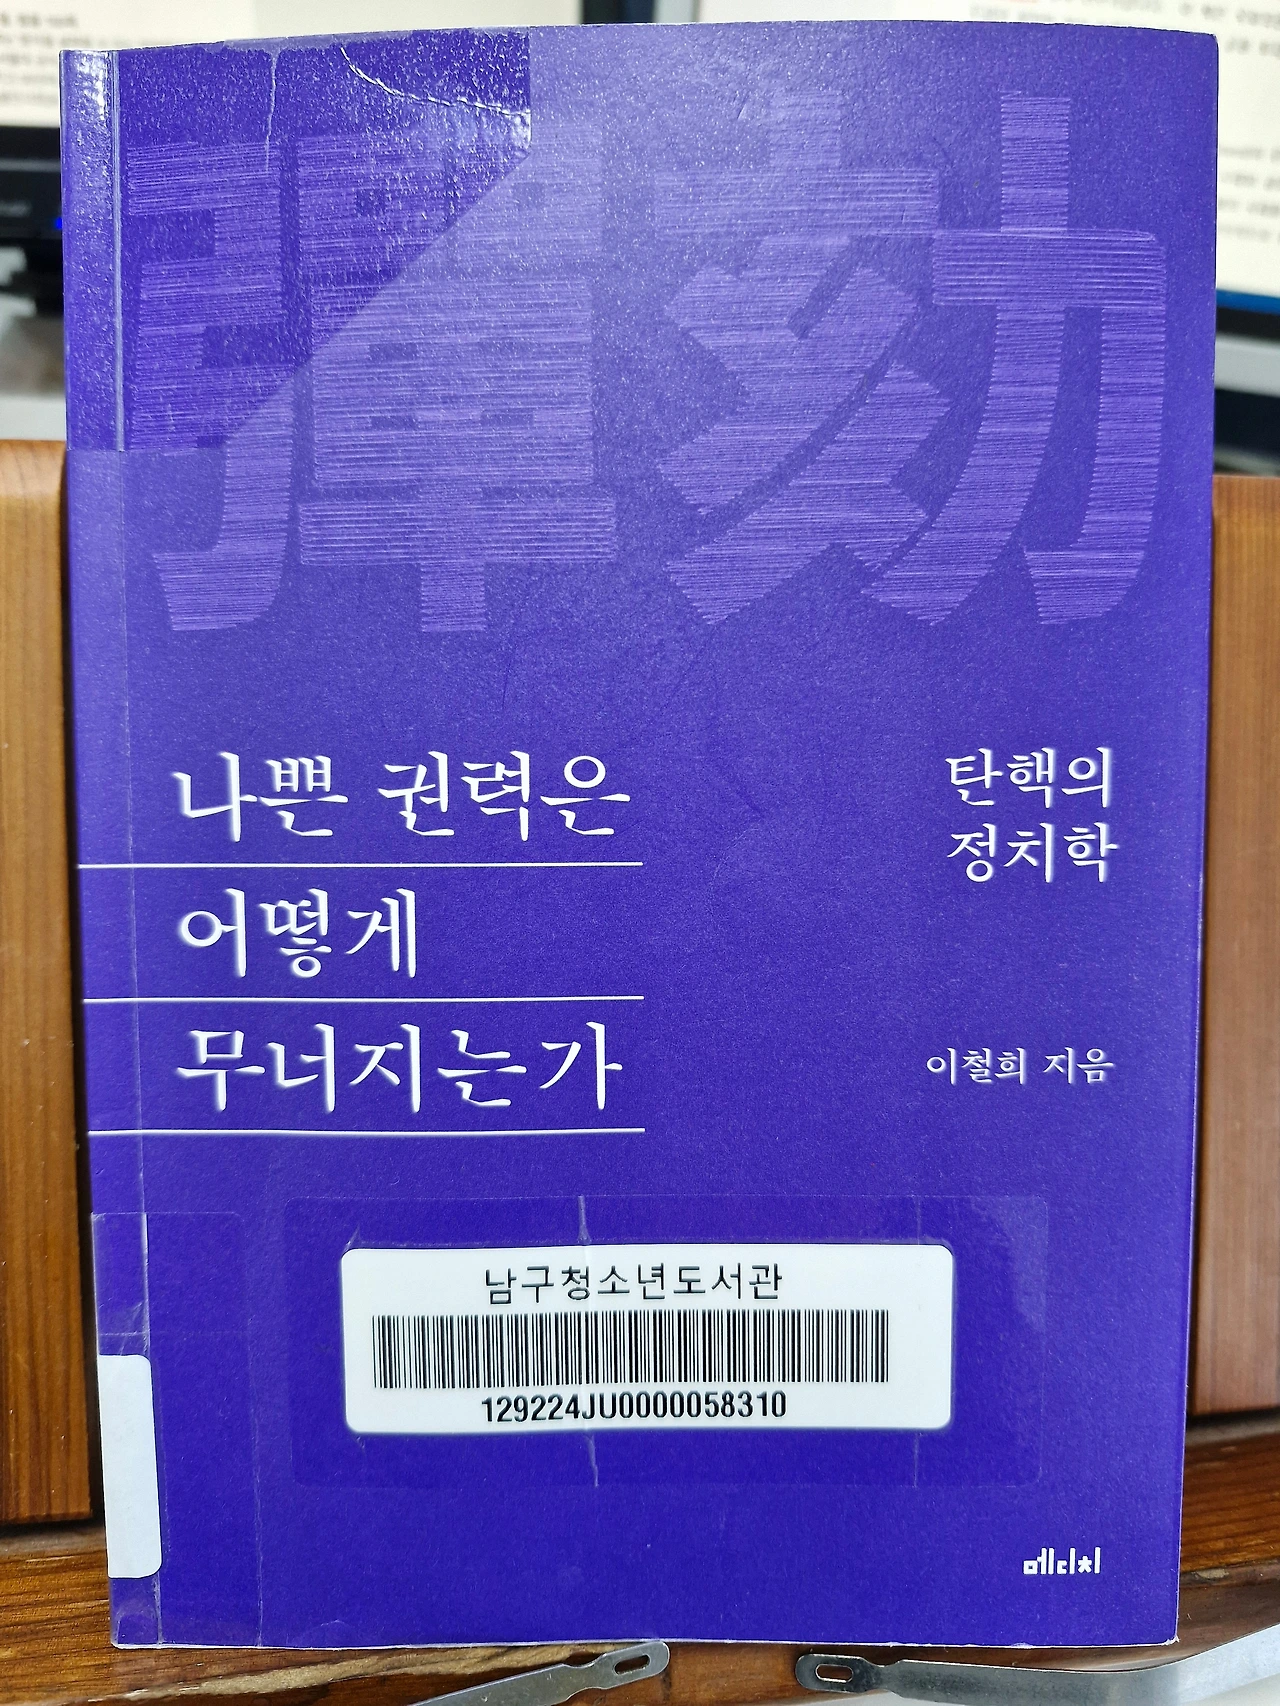 彈劾
나쁜 권력은
어떻게
무너지는가
탄핵의
정치학
이철희 지음
남구청소년도서관
129224JU0000058310
메디치